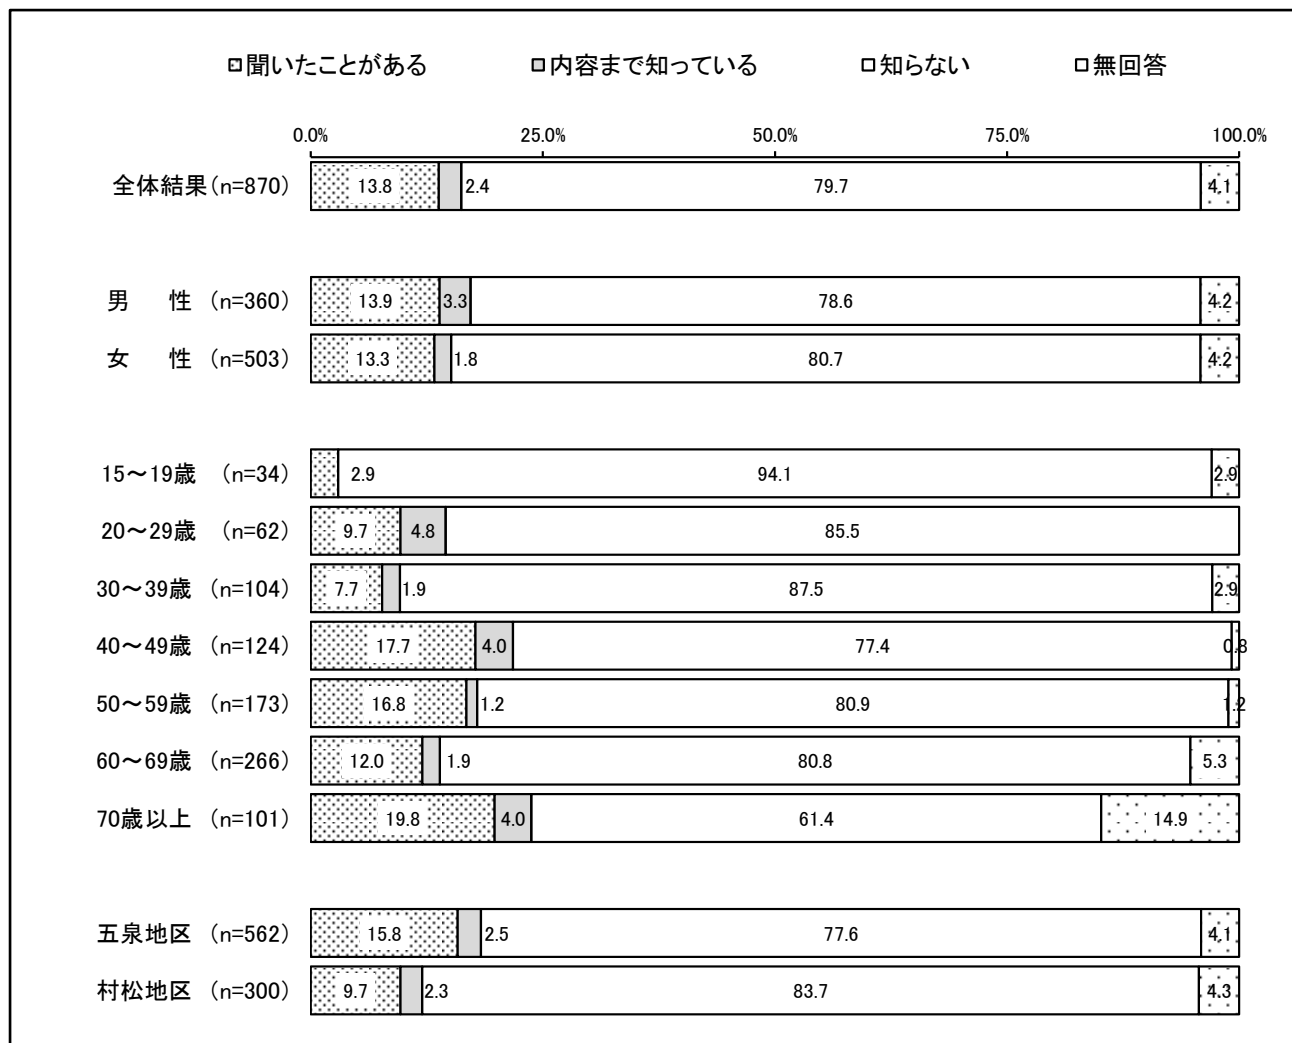 聞いたことがある 内容まで知っている 知らない 無回答
0.0% 25.0% 50.0% 75.0% 100.0%
全体結果(n=870) 13.8 2.4 79.7 4.1
男 性 (n=360) 13.9 3.3 78.6 4.2
女 性 (n=503) 13.3 1.8 80.7 4.2
15～19歳 (n=34) 2.9 94.1 2.9
20～29歳 (n=62) 9.7 4.8 85.5
30～39歳 (n=104) 7.7 1.9 87.5 2.9
40～49歳 (n=124) 17.7 4.0 77.4 0.8
50～59歳 (n=173) 16.8 1.2 80.9 1.2
60～69歳 (n=266) 12.0 1.9 80.8 5.3
70歳以上 (n=101) 19.8 4.0 61.4 14.9
五泉地区 (n=562) 15.8 2.5 77.6 4.1
村松地区 (n=300) 9.7 2.3 83.7 4.3